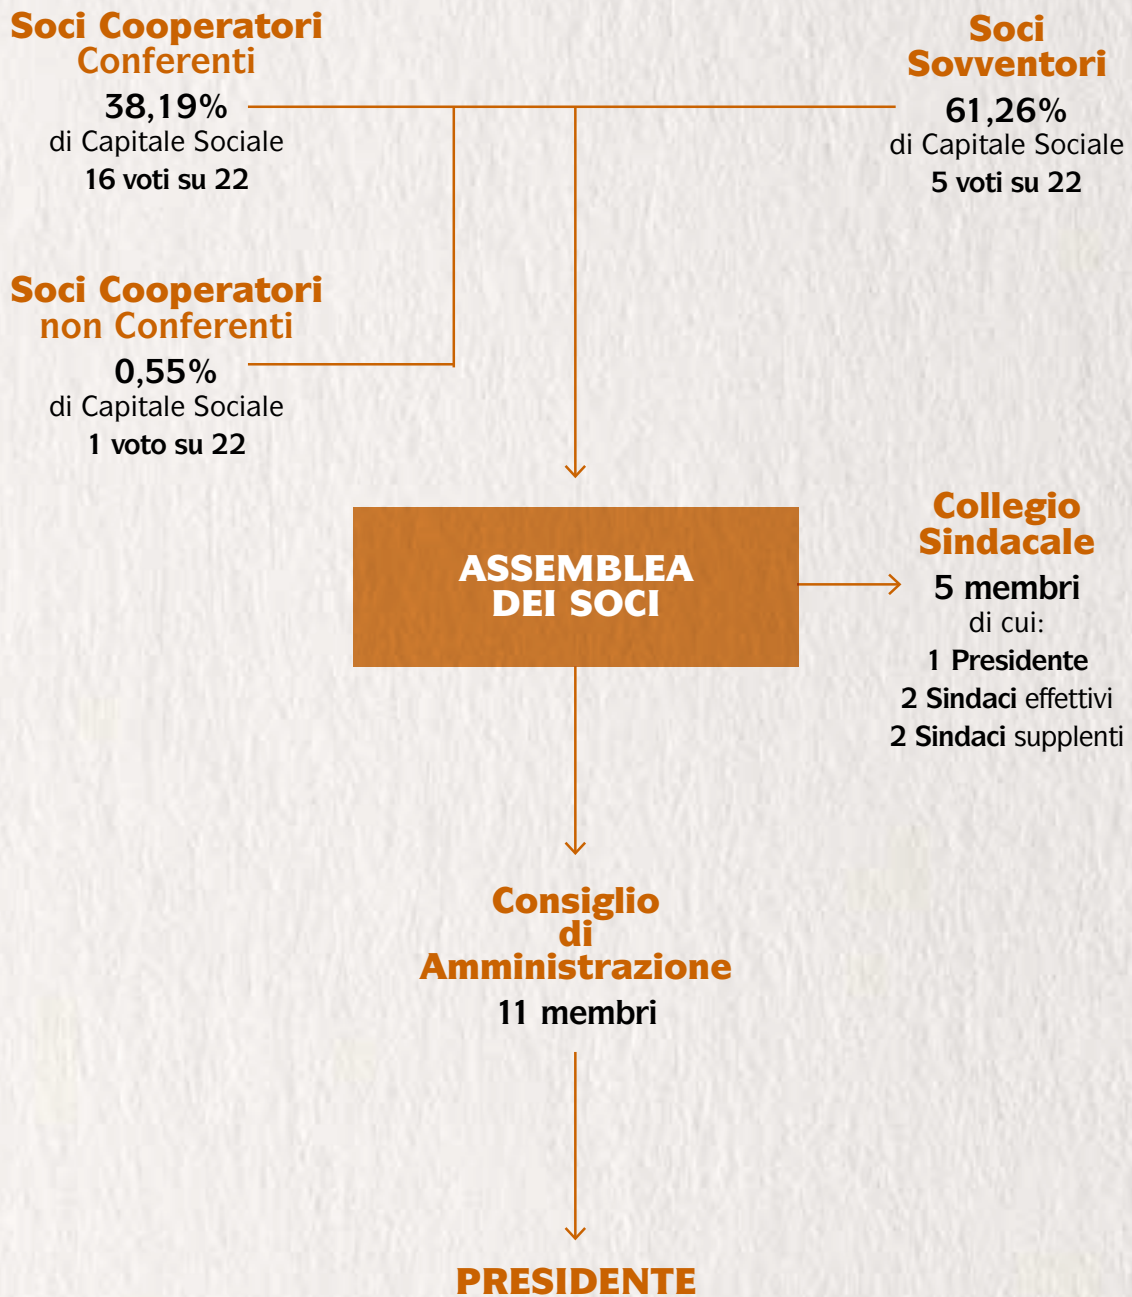 Soci Cooperatori
Conferenti
38,19%
di Capitale Sociale
16 voti su 22
Soci
Sovventori
61,26%
di Capitale Sociale
5 voti su 22
Soci Cooperatori
non Conferenti
0,55%
di Capitale Sociale
1 voto su 22
ASSEMBLEA
DEI SOCI
Collegio
Sindacale
5 membri
di cui:
1 Presidente
2 Sindaci effettivi
2 Sindaci supplenti
Consiglio
di
Amministrazione
11 membri
PRESIDENTE